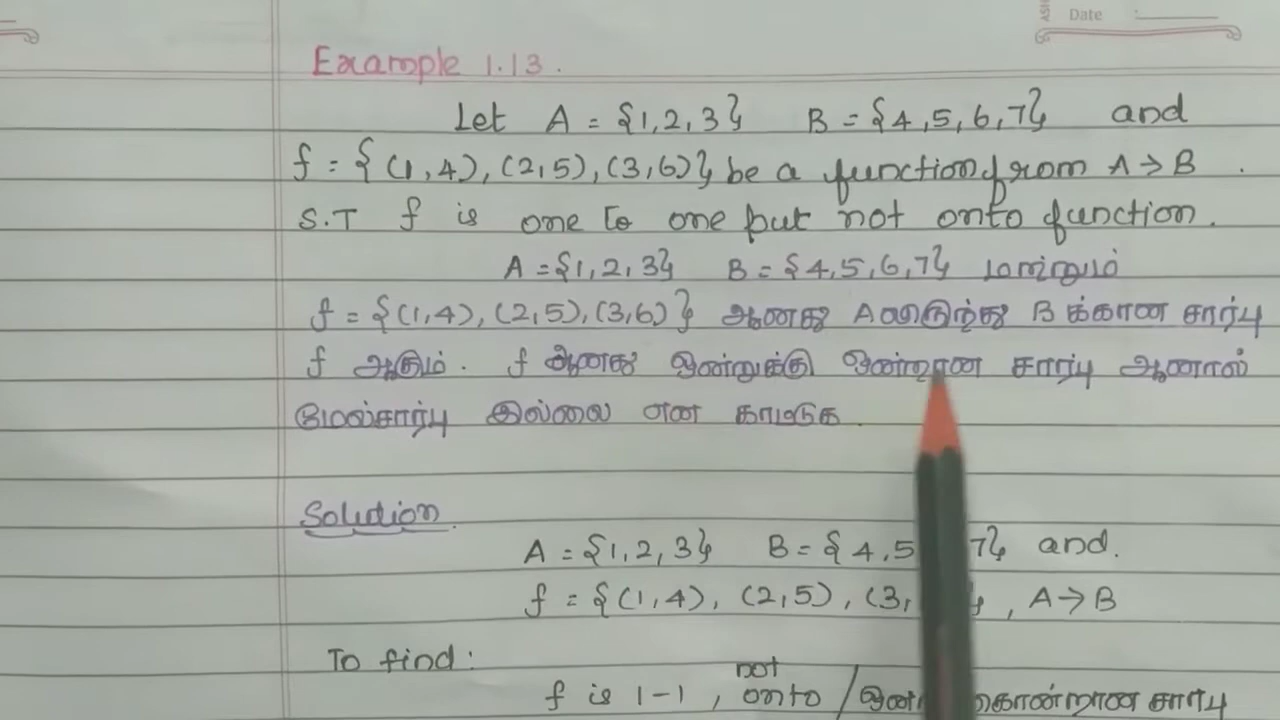 Date
Example 1.13.
Let A = {1,2,3} B = {4,5,6,7} and
f = { (1,4), (2,5), (3,6)} be a function from A → B .
S.T f is one to one but not onto function.
A = {1,2,3} B = {4,5,6,7} மற்றும்
f = {(1,4), (2,5), (3,6)} ஆனது A விலிருந்து B க்கான சார்பு
f ஆகும். f ஆனது ஒன்றுக்கு ஒன்றான சார்பு ஆனால்
மேல்சார்பு இல்லை என காட்டுக.
Solution.
A = {1,2,3} B = { 4,5 7} and.
f = {(1,4), (2,5), (3, }, A → B
To find:
not
f is 1-1, onto / கொன்றான சார்பு